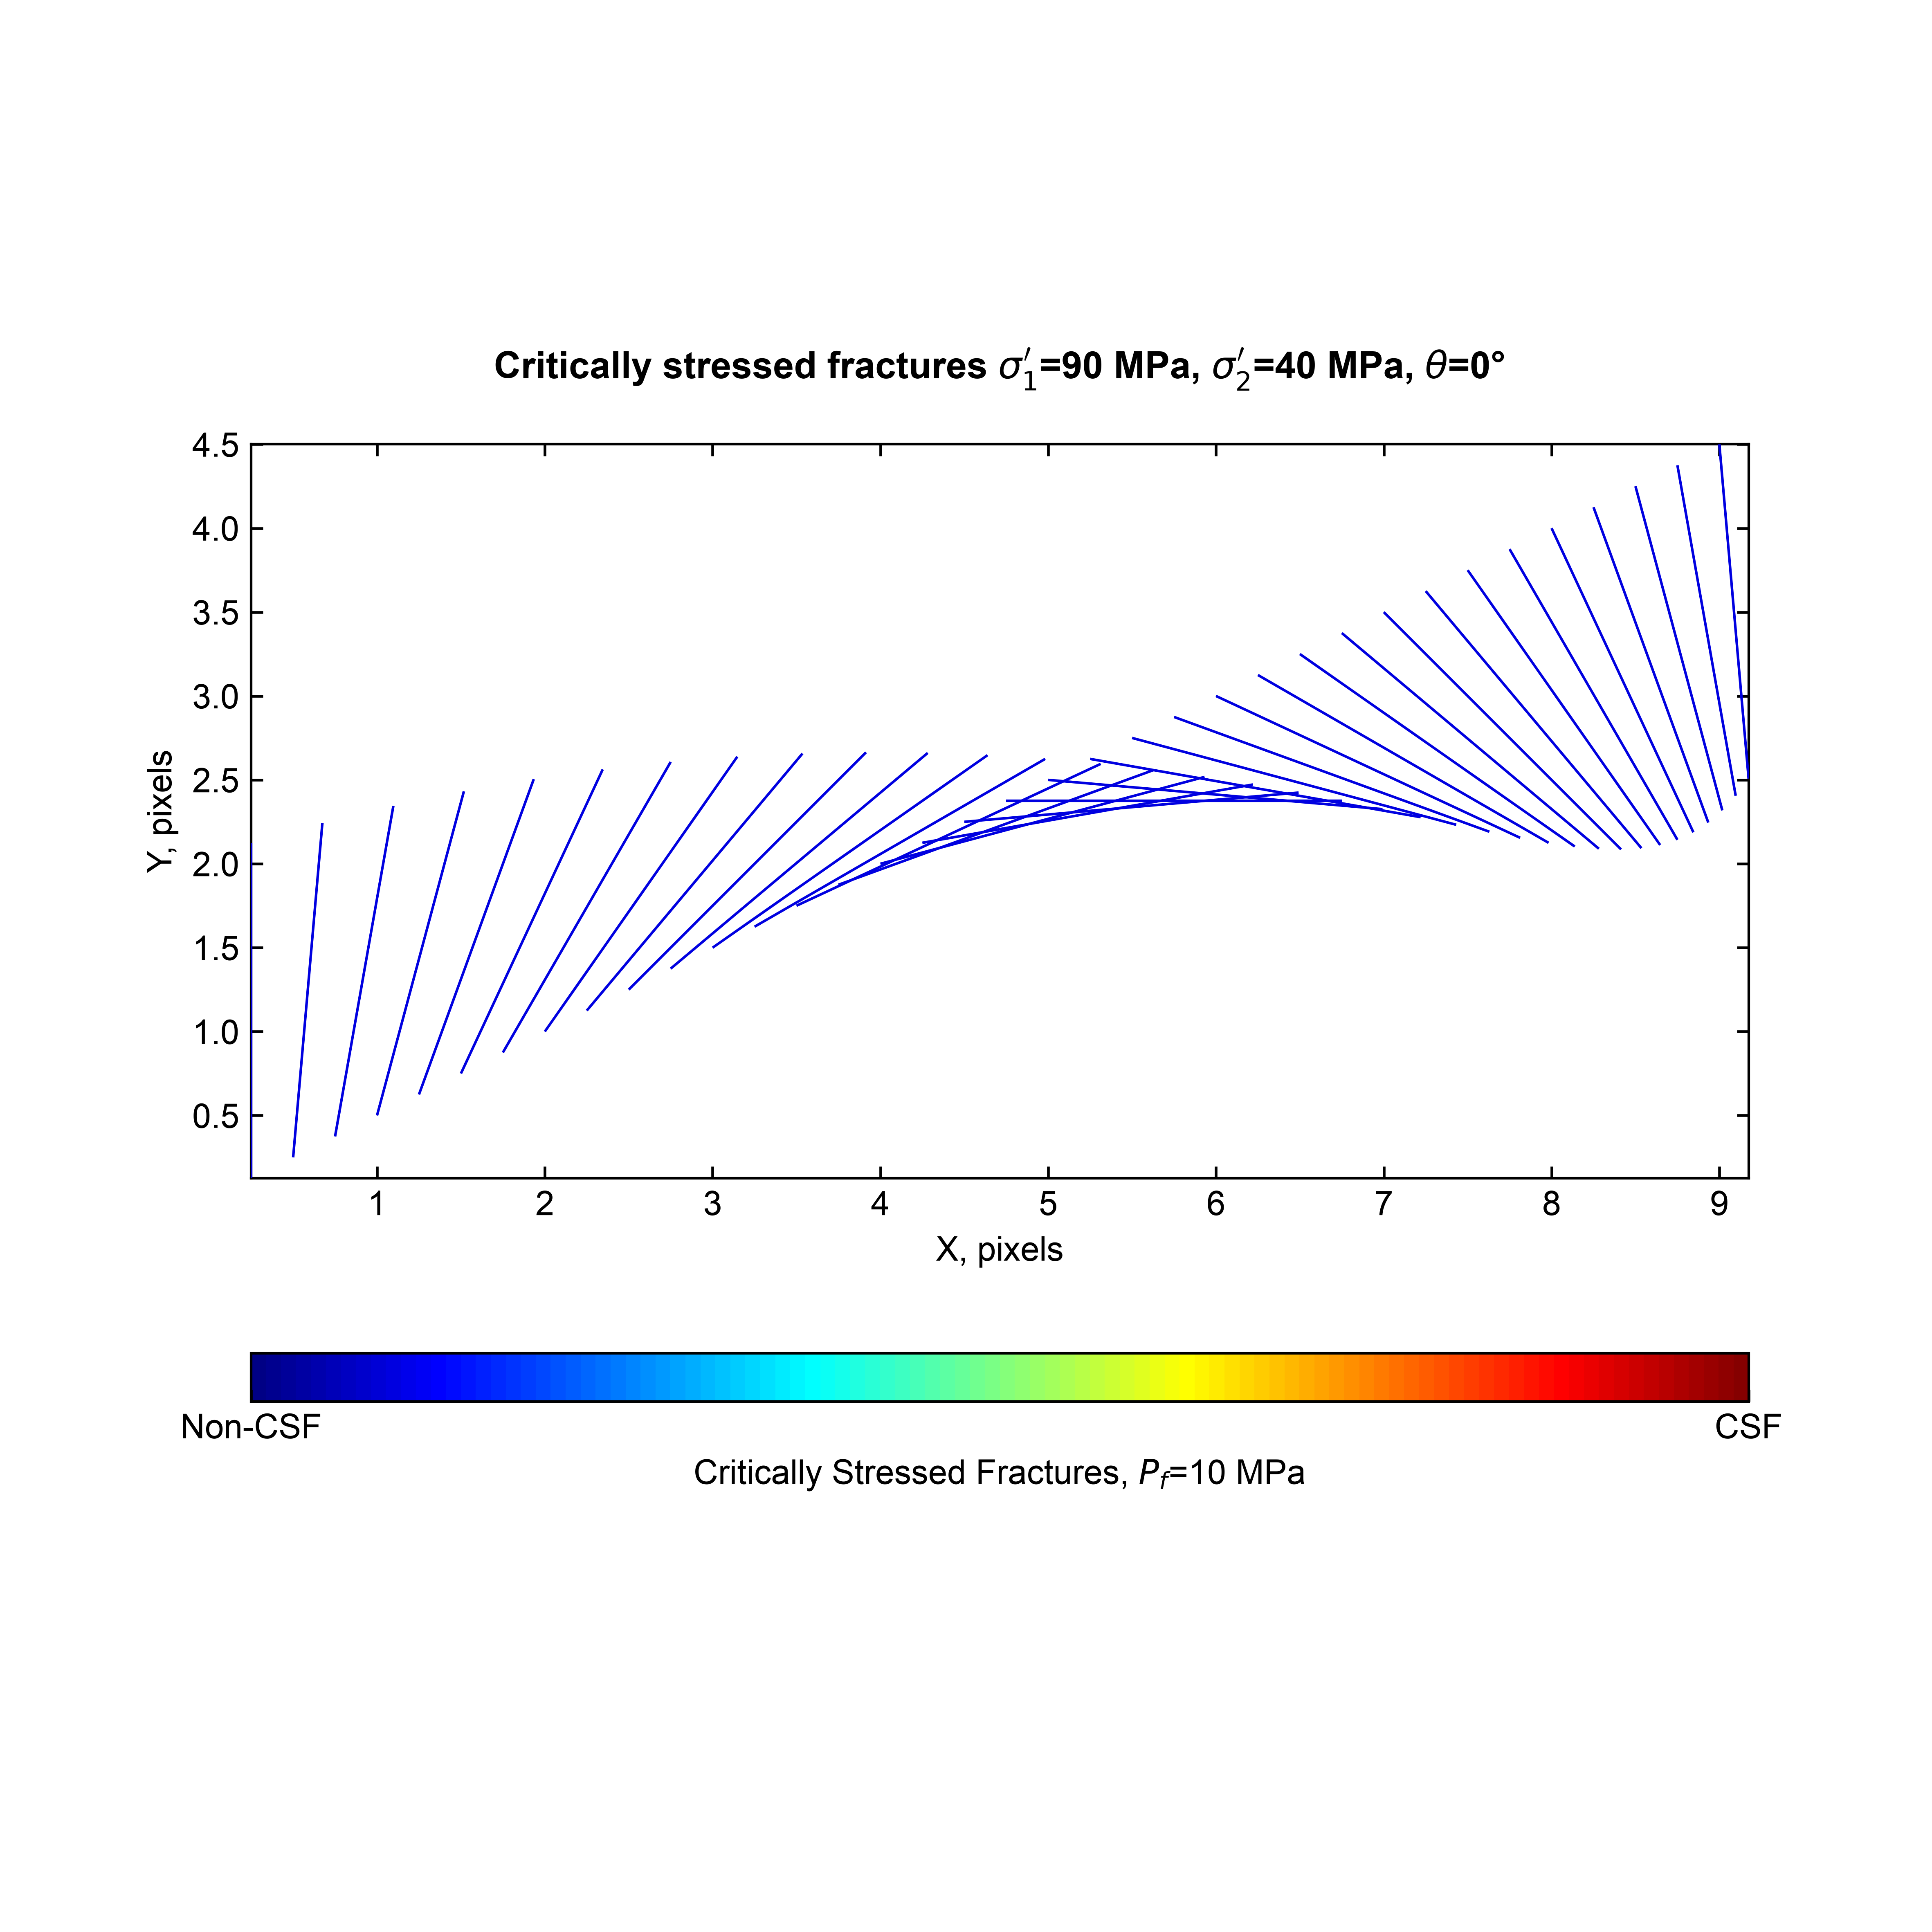 Critically stressed fractures σ′₁=90 MPa, σ′₂=40 MPa, θ=0°
4.5
4.0
3.5
3.0
2.5
2.0
1.5
1.0
0.5
Y, pixels
1 2 3 4 5 6 7 8 9
X, pixels
Non-CSF CSF
Critically Stressed Fractures, P_f=10 MPa